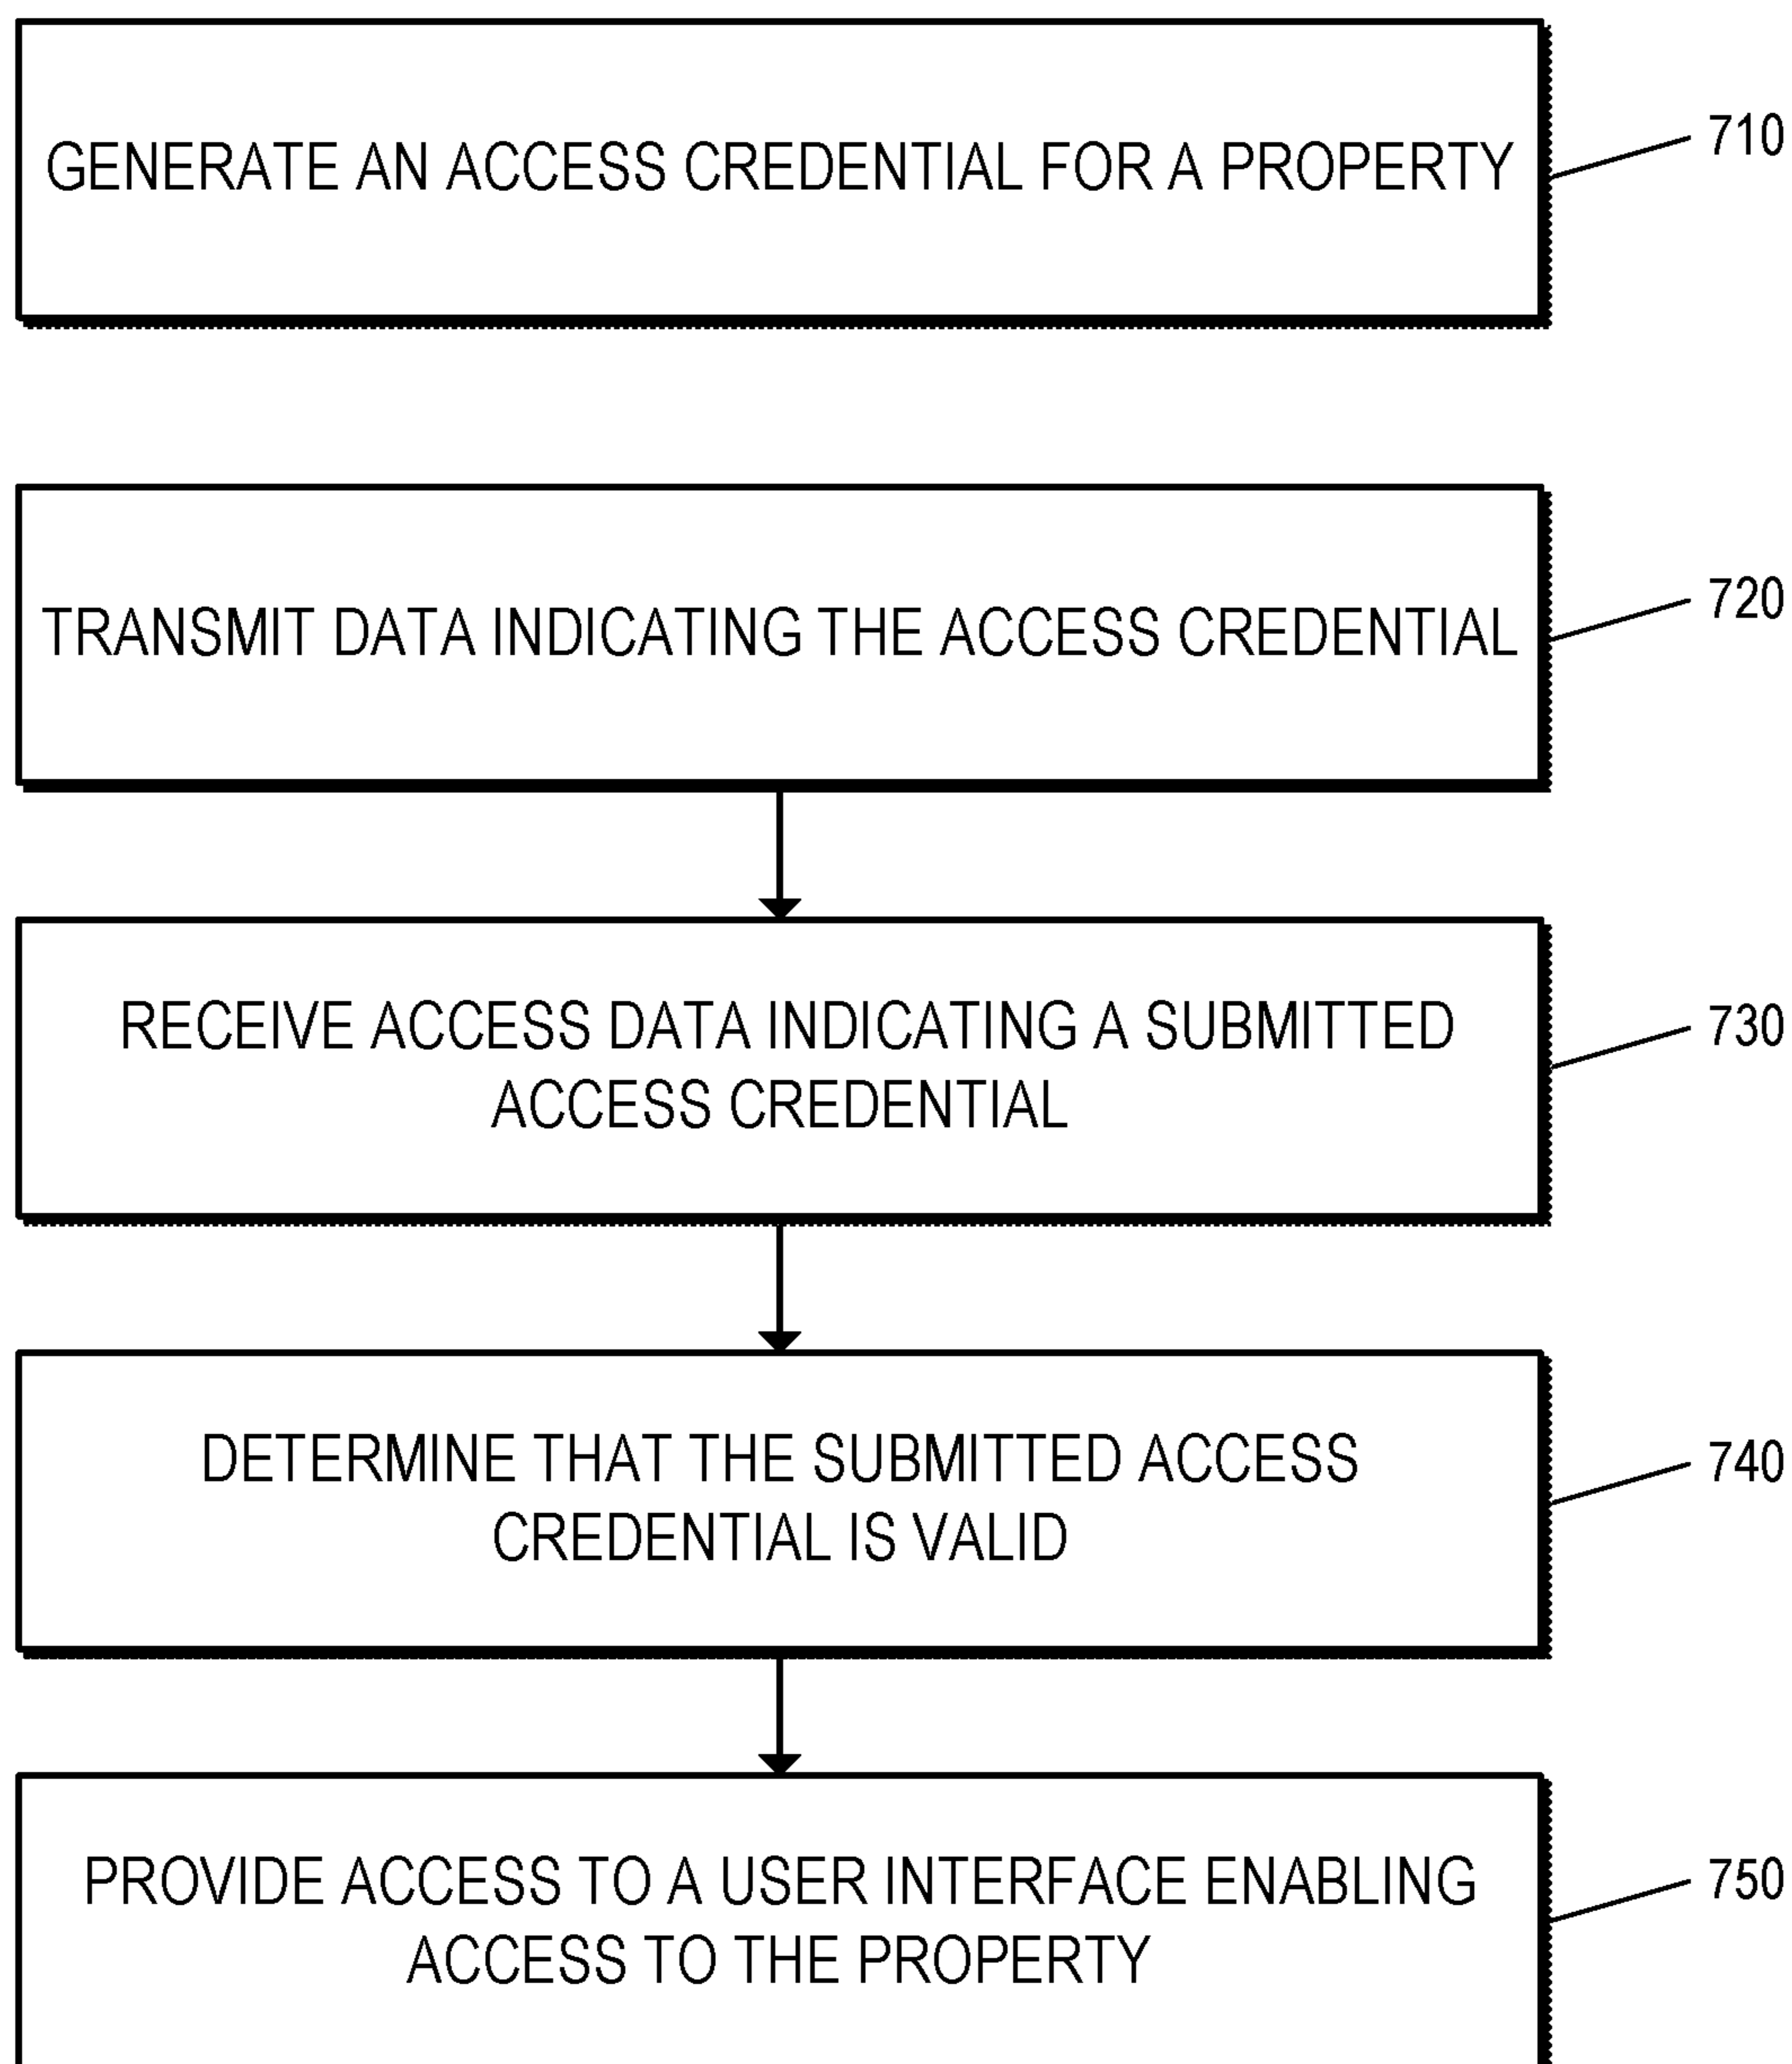 GENERATE AN ACCESS CREDENTIAL FOR A PROPERTY
710
TRANSMIT DATA INDICATING THE ACCESS CREDENTIAL
720
RECEIVE ACCESS DATA INDICATING A SUBMITTED
ACCESS CREDENTIAL
730
DETERMINE THAT THE SUBMITTED ACCESS
CREDENTIAL IS VALID
740
PROVIDE ACCESS TO A USER INTERFACE ENABLING
ACCESS TO THE PROPERTY
750